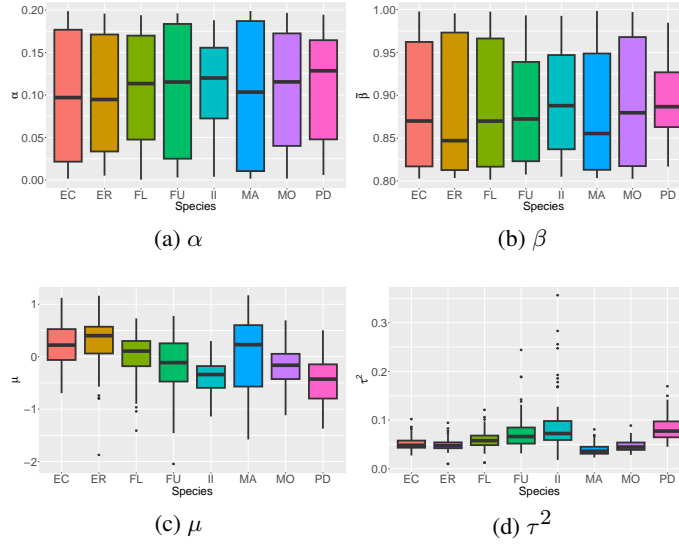 0.20
0.15
0.10
0.05
0.00
α
EC ER FL FU II MA MO PD
Species
(a) α
1.00
0.95
0.90
0.85
0.80
β̃
EC ER FL FU II MA MO PD
Species
(b) β
1
0
−1
−2
μ
EC ER FL FU II MA MO PD
Species
(c) μ
0.3
0.2
0.1
0.0
τ²
EC ER FL FU II MA MO PD
Species
(d) τ²